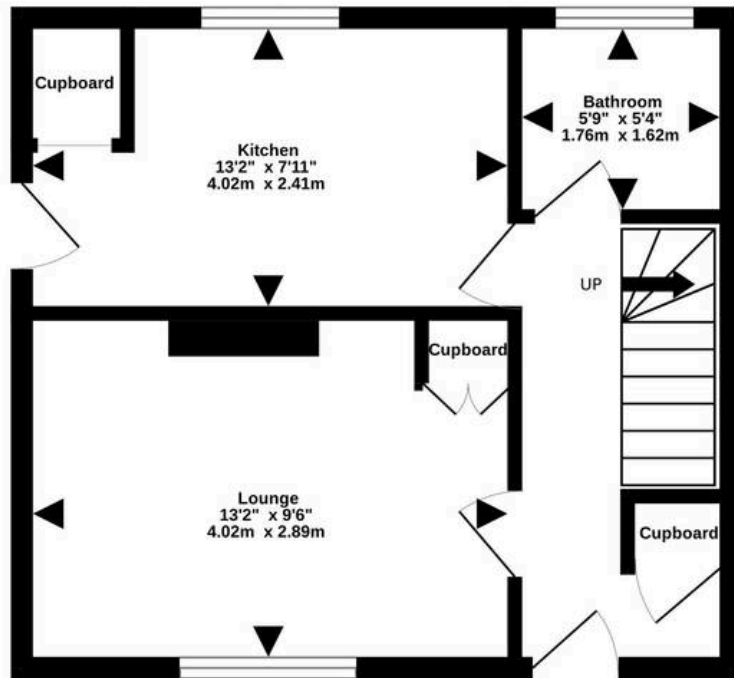 Cupboard
Kitchen
13'2" x 7'11"
4.02m x 2.41m
Bathroom
5'9" x 5'4"
1.76m x 1.62m
UP
Cupboard
Lounge
13'2" x 9'6"
4.02m x 2.89m
Cupboard